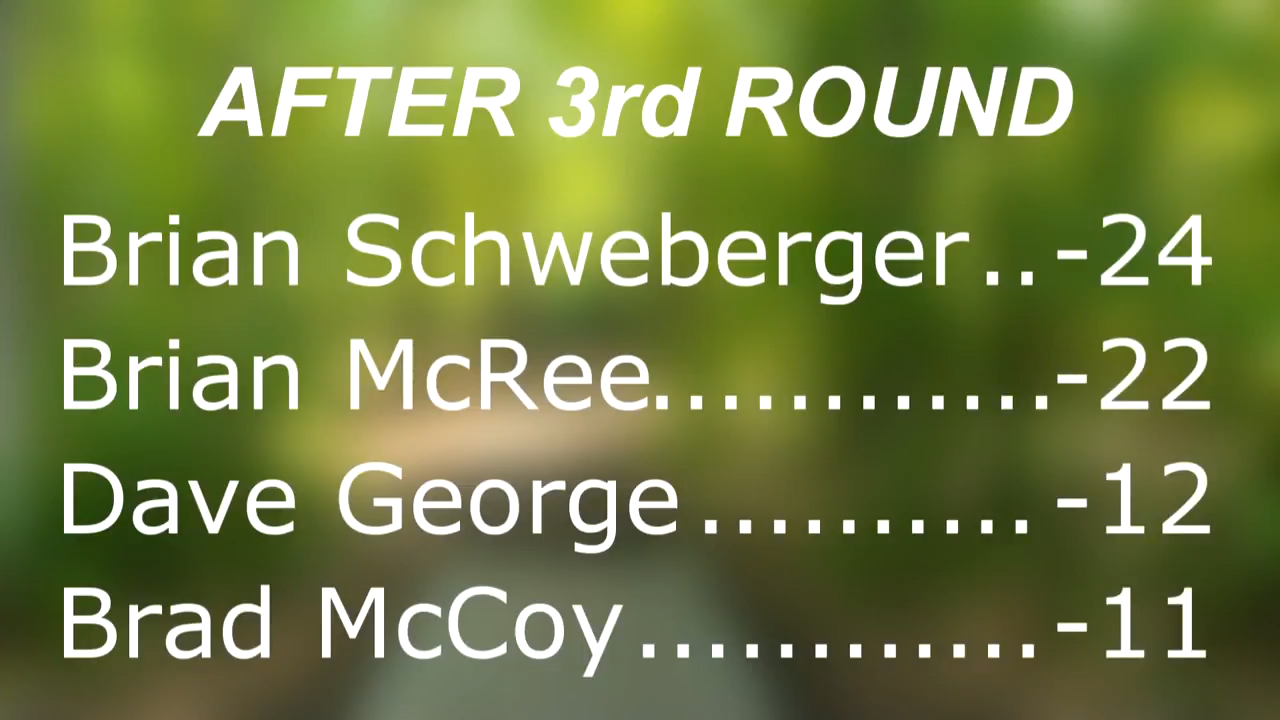 AFTER 3rd ROUND
Brian Schweberger..-24
Brian McRee............-22
Dave George..........-12
Brad McCoy............-11